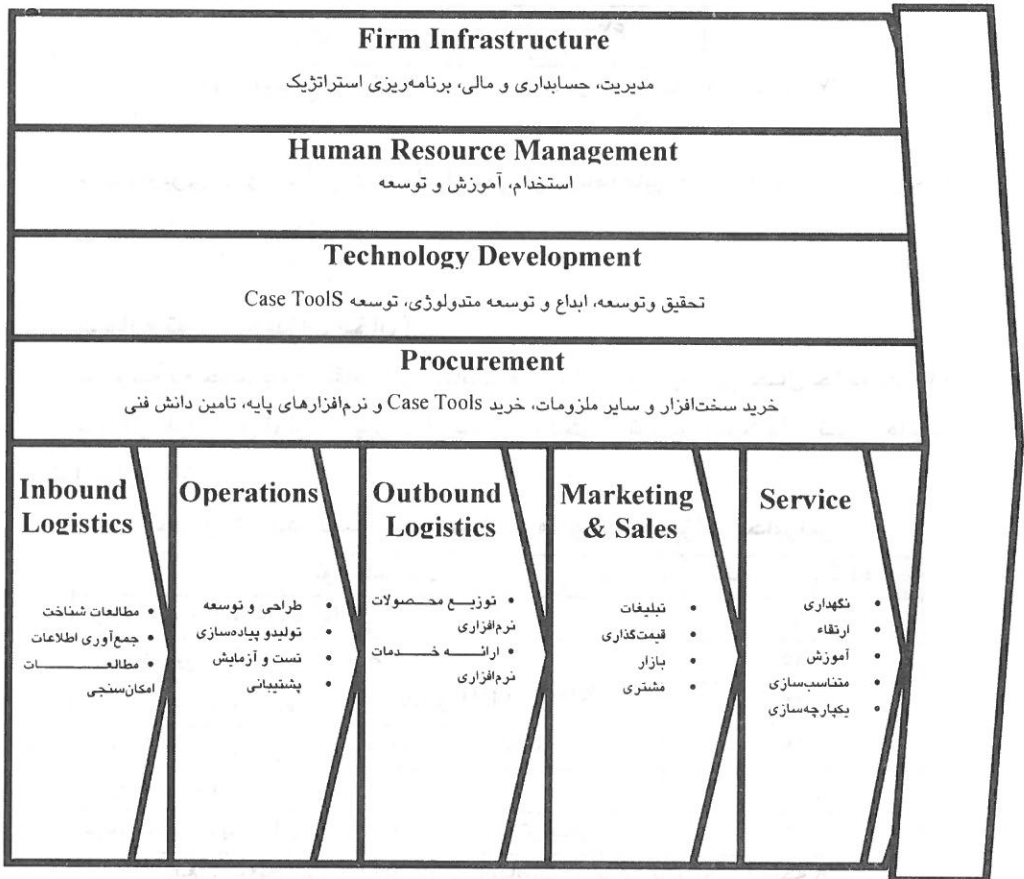 Firm Infrastructure
مدیریت، حسابداری و مالی، برنامه‌ریزی استراتژیک
Human Resource Management
استخدام، آموزش و توسعه
Technology Development
تحقیق وتوسعه، ابداع و توسعه متدولوژی، توسعه Case ToolS
Procurement
خرید سخت‌افزار و سایر ملزومات، خرید Case Tools و نرم‌افزارهای پایه، تامین دانش فنی
Inbound
Logistics
• مطالعات شناخت
• جمع‌آوری اطلاعات
• مطالعـــــــــات
امکان‌سنجی
Operations
• طراحی و توسعه
• تولیدو پیاده‌سازی
• تست و آزمایش
• پشتیبانی
Outbound
Logistics
• توزیـــع محـــصولات
نرم‌افزاری
• ارائــــه خـــــدمات
نرم‌افزاری
Marketing
& Sales
• تبلیغات
• قیمت‌گذاری
• بازار
• مشتری
Service
• نگهداری
• ارتقاء
• آموزش
• متناسب‌سازی
• یکپارچه‌سازی